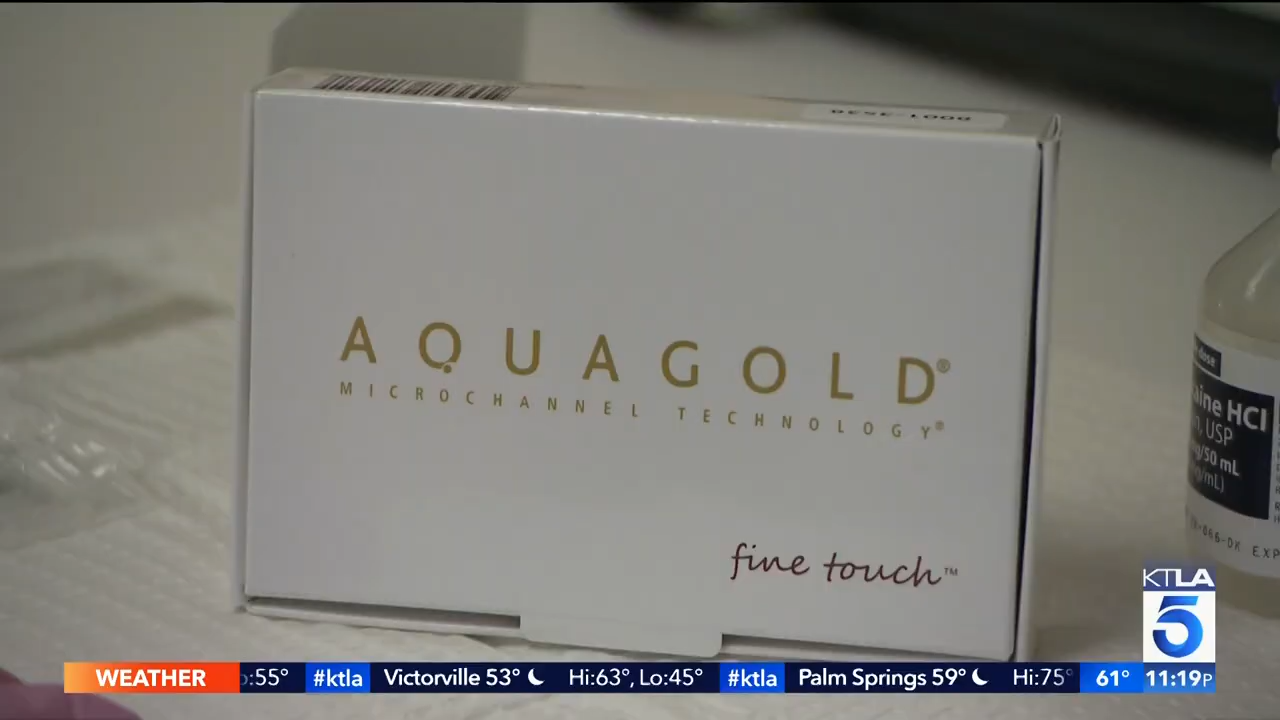 AQUAGOLD®
MICROCHANNEL TECHNOLOGY®
fine touch™
HCl
USP
/50 mL
EXP
KTLA
5
WEATHER
:55° #ktla Victorville 53° Hi:63°, Lo:45° #ktla Palm Springs 59° Hi:75° 61° 11:19P